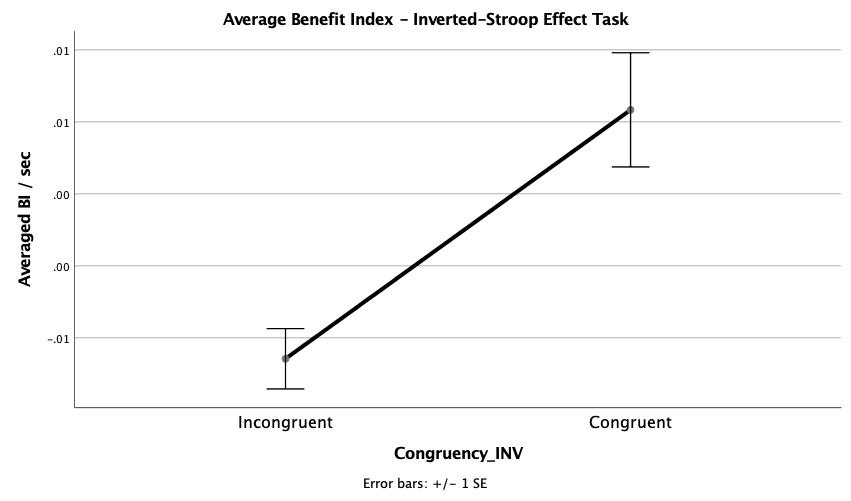 Average Benefit Index - Inverted-Stroop Effect Task
Averaged BI / sec
.01
.01
.00
.00
-.01
Incongruent
Congruent
Congruency_INV
Error bars: +/- 1 SE